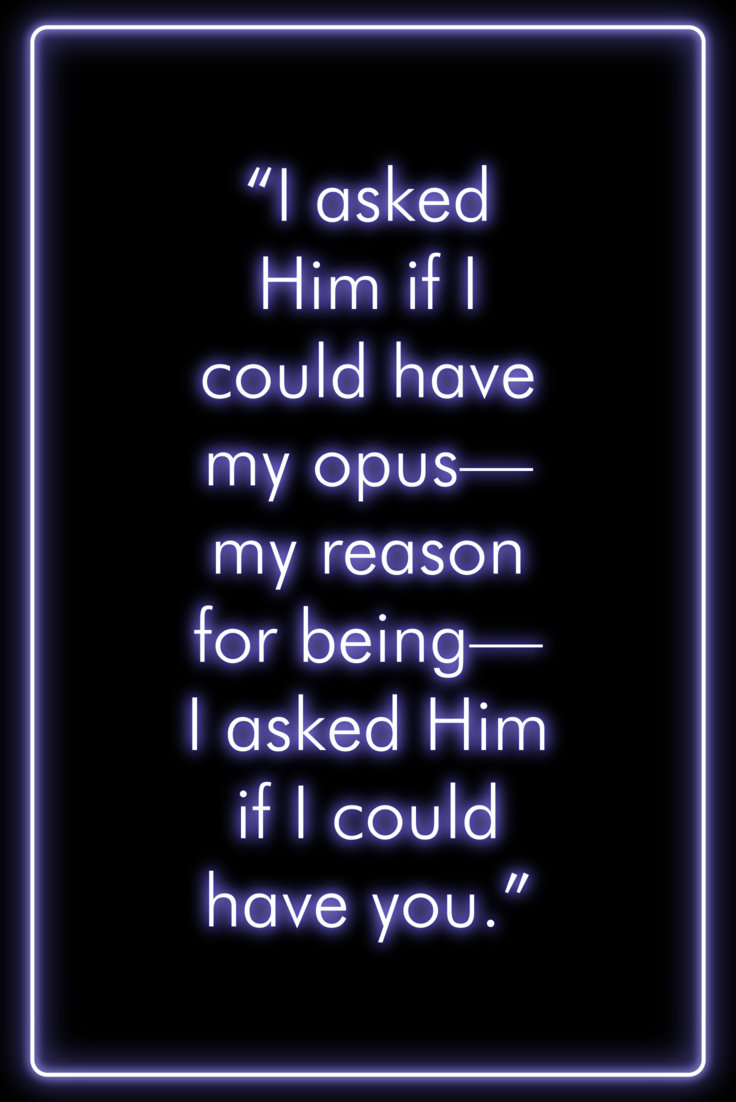 “I asked
Him if I
could have
my opus—
my reason
for being—
I asked Him
if I could
have you.”